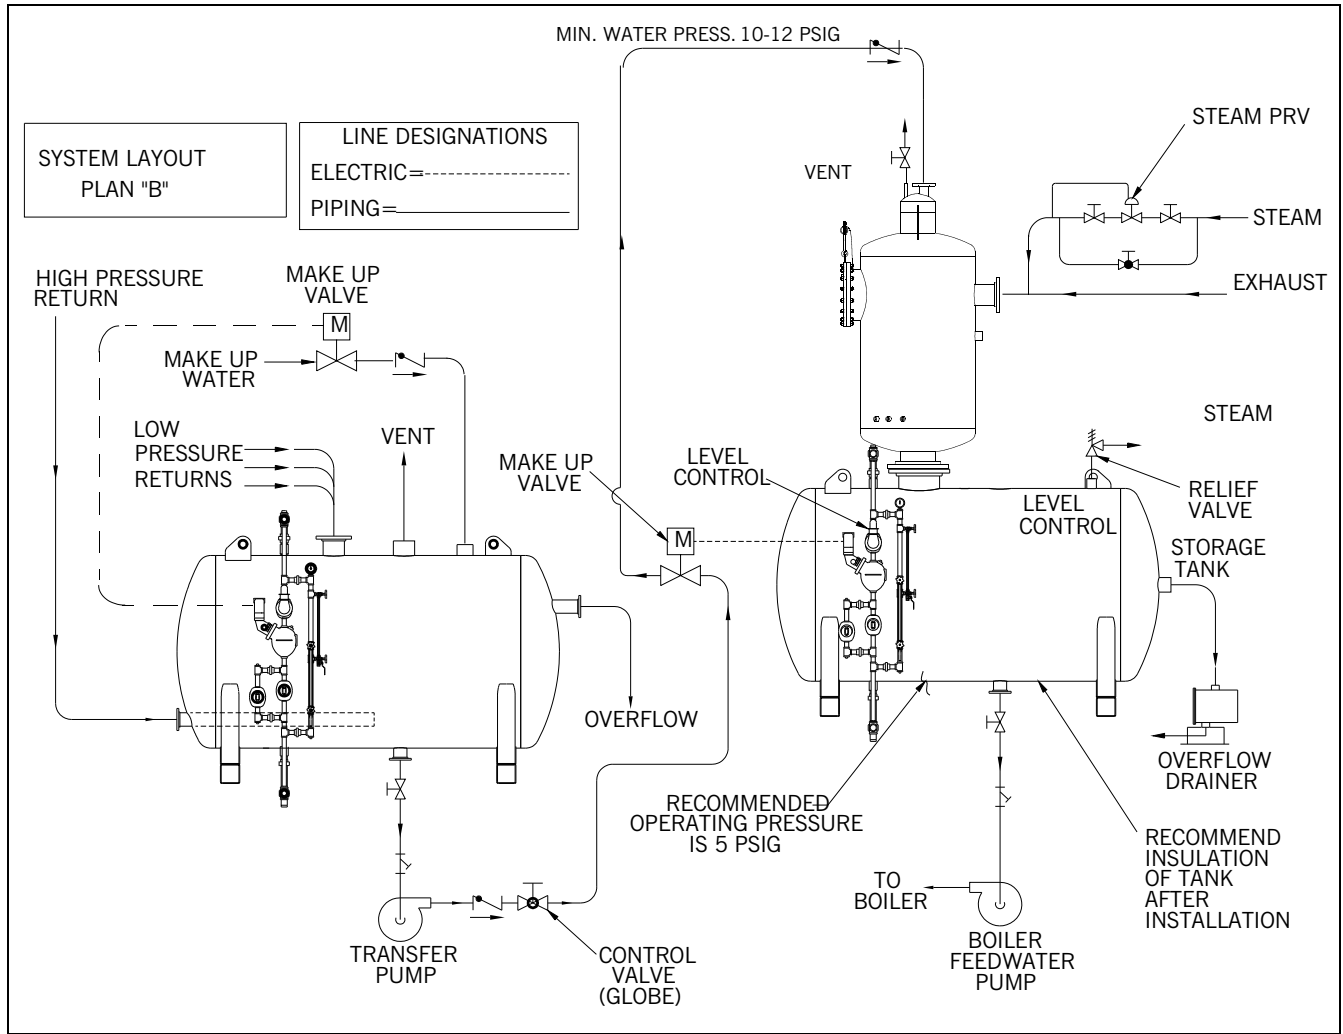 MIN. WATER PRESS. 10-12 PSIG
SYSTEM LAYOUT
PLAN "B"
LINE DESIGNATIONS
ELECTRIC=
PIPING=
STEAM PRV
VENT
STEAM
EXHAUST
HIGH PRESSURE
RETURN
MAKE UP
VALVE
M
MAKE UP
WATER
LOW
PRESSURE
RETURNS
VENT
MAKE UP
VALVE
M
LEVEL
CONTROL
STEAM
LEVEL
CONTROL
RELIEF
VALVE
STORAGE
TANK
OVERFLOW
OVERFLOW
DRAINER
RECOMMENDED
OPERATING PRESSURE
IS 5 PSIG
RECOMMEND
INSULATION
OF TANK
AFTER
INSTALLATION
TO
BOILER
TRANSFER
PUMP
CONTROL
VALVE
(GLOBE)
BOILER
FEEDWATER
PUMP